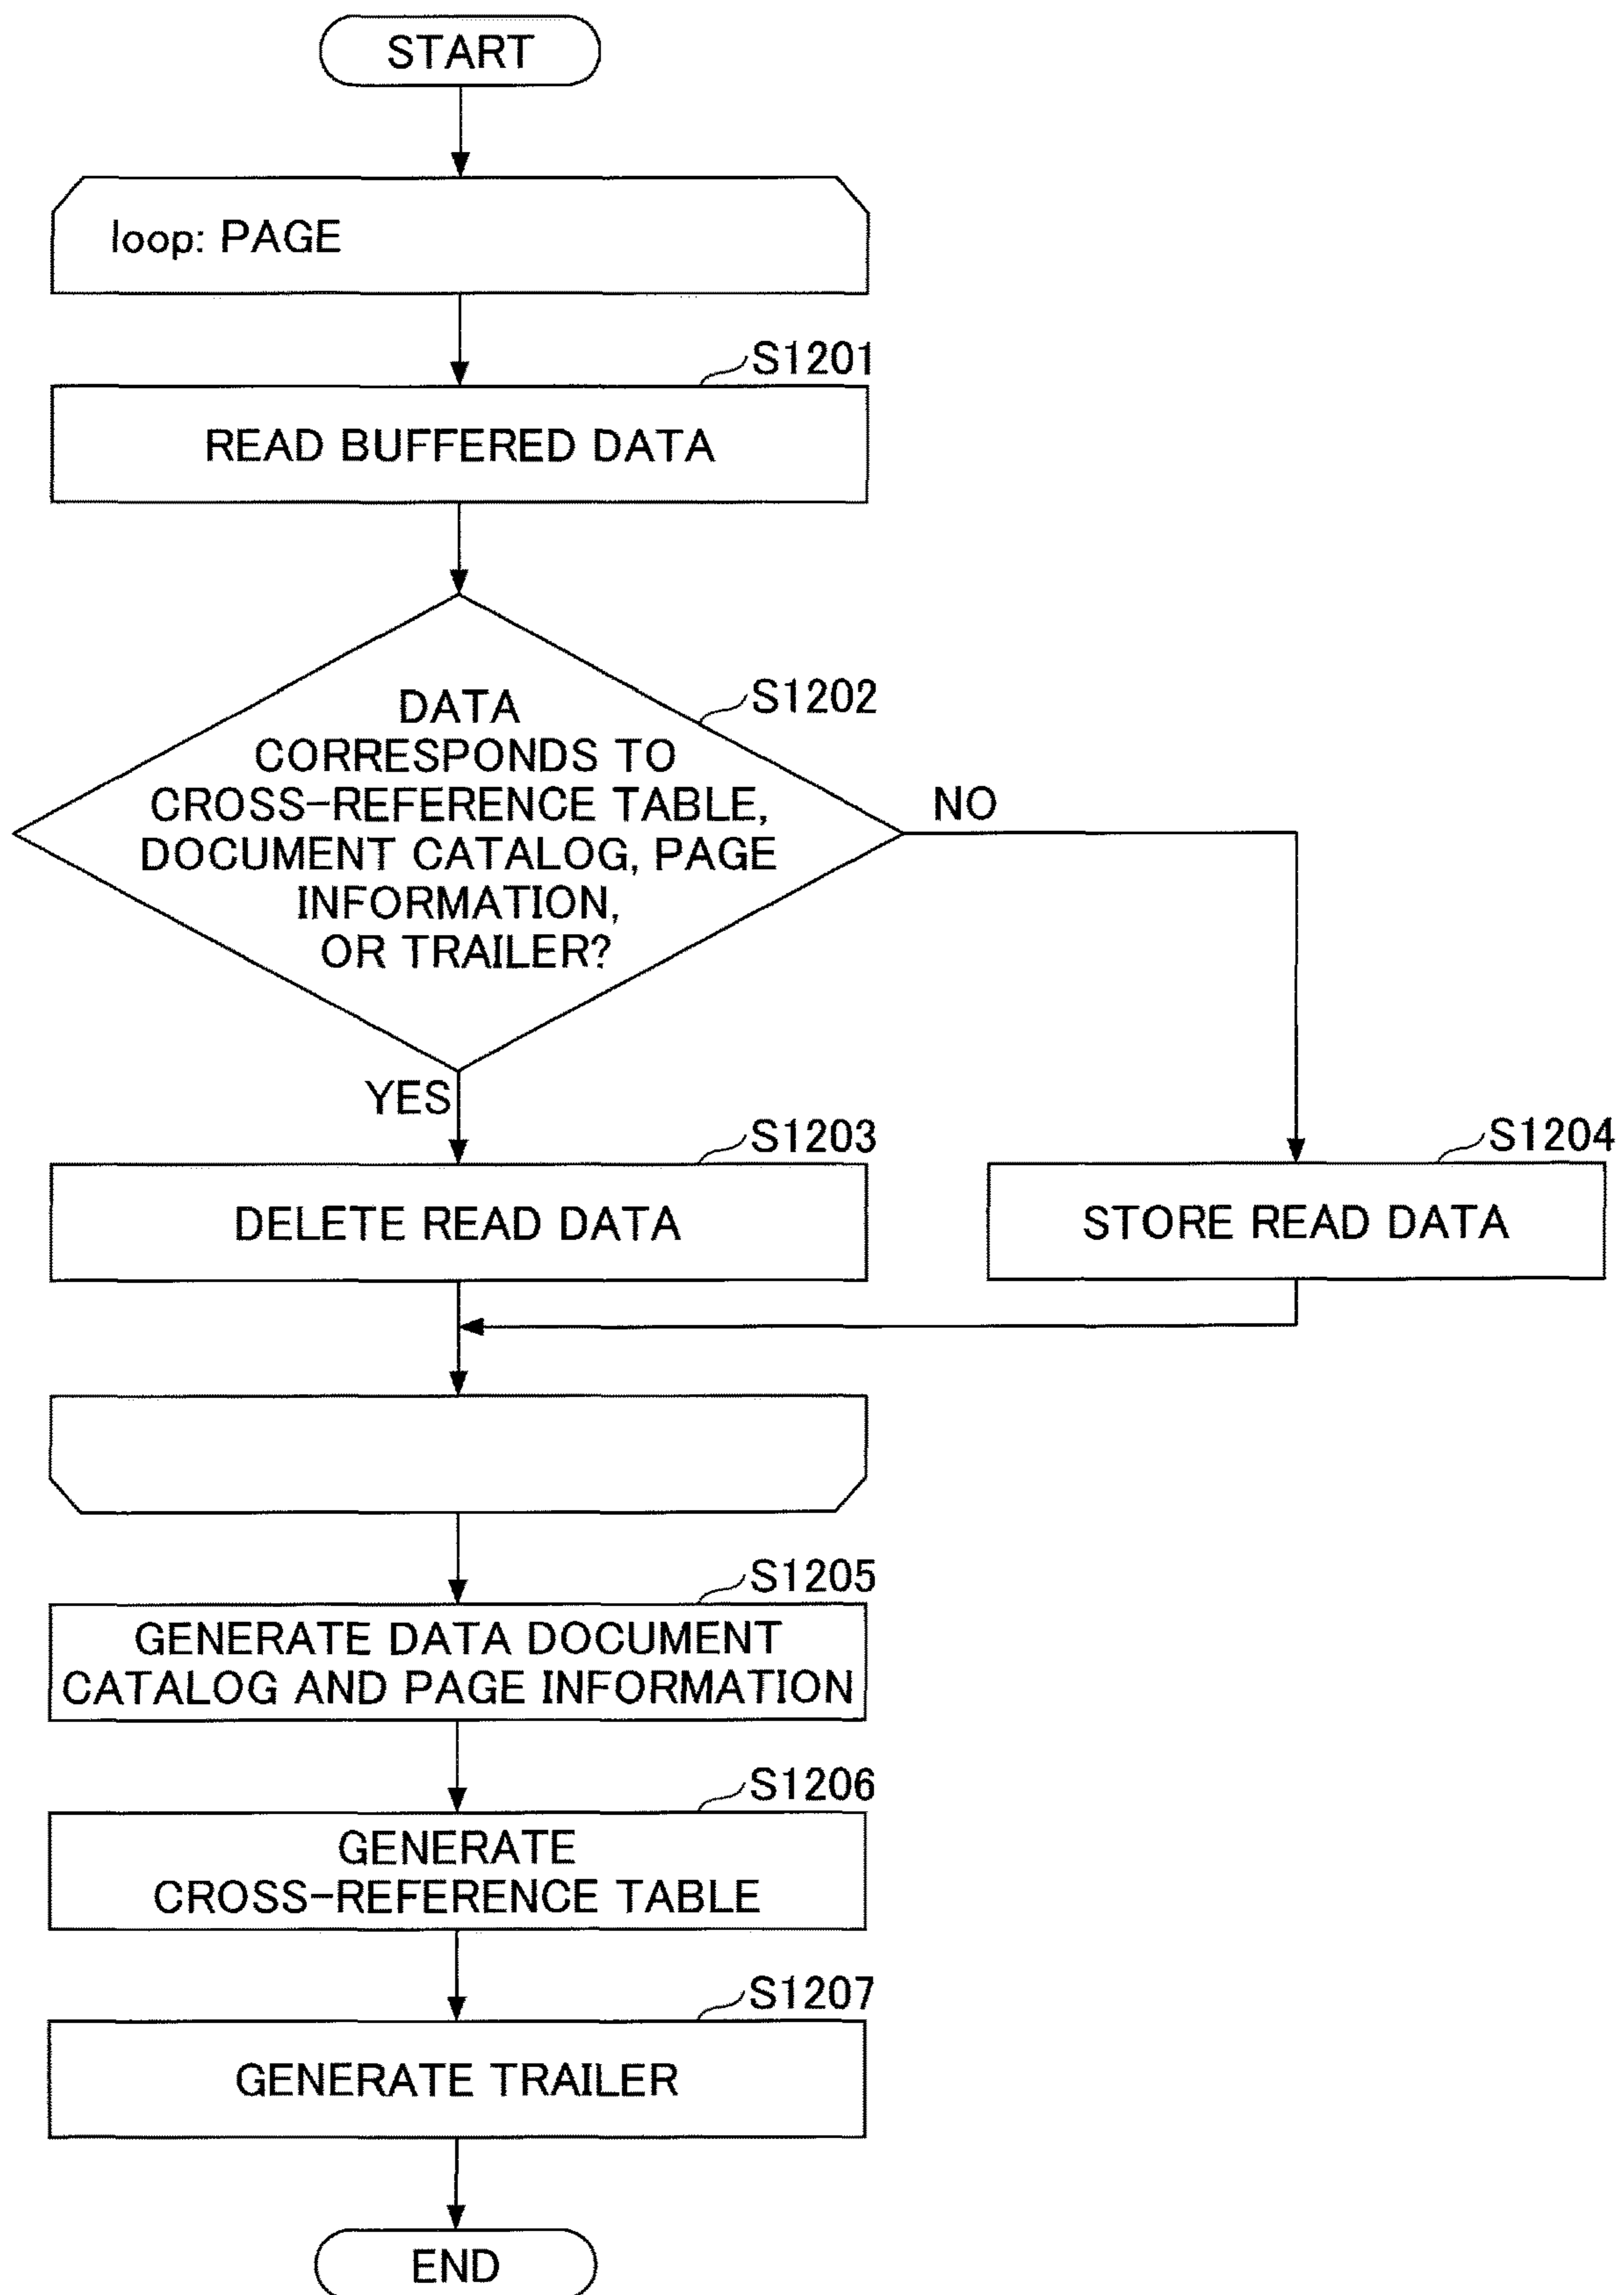 START
loop: PAGE
S1201
READ BUFFERED DATA
S1202
DATA
CORRESPONDS TO
CROSS-REFERENCE TABLE,
DOCUMENT CATALOG, PAGE
INFORMATION,
OR TRAILER?
NO
YES
S1203
DELETE READ DATA
S1204
STORE READ DATA
S1205
GENERATE DATA DOCUMENT
CATALOG AND PAGE INFORMATION
S1206
GENERATE
CROSS-REFERENCE TABLE
S1207
GENERATE TRAILER
END